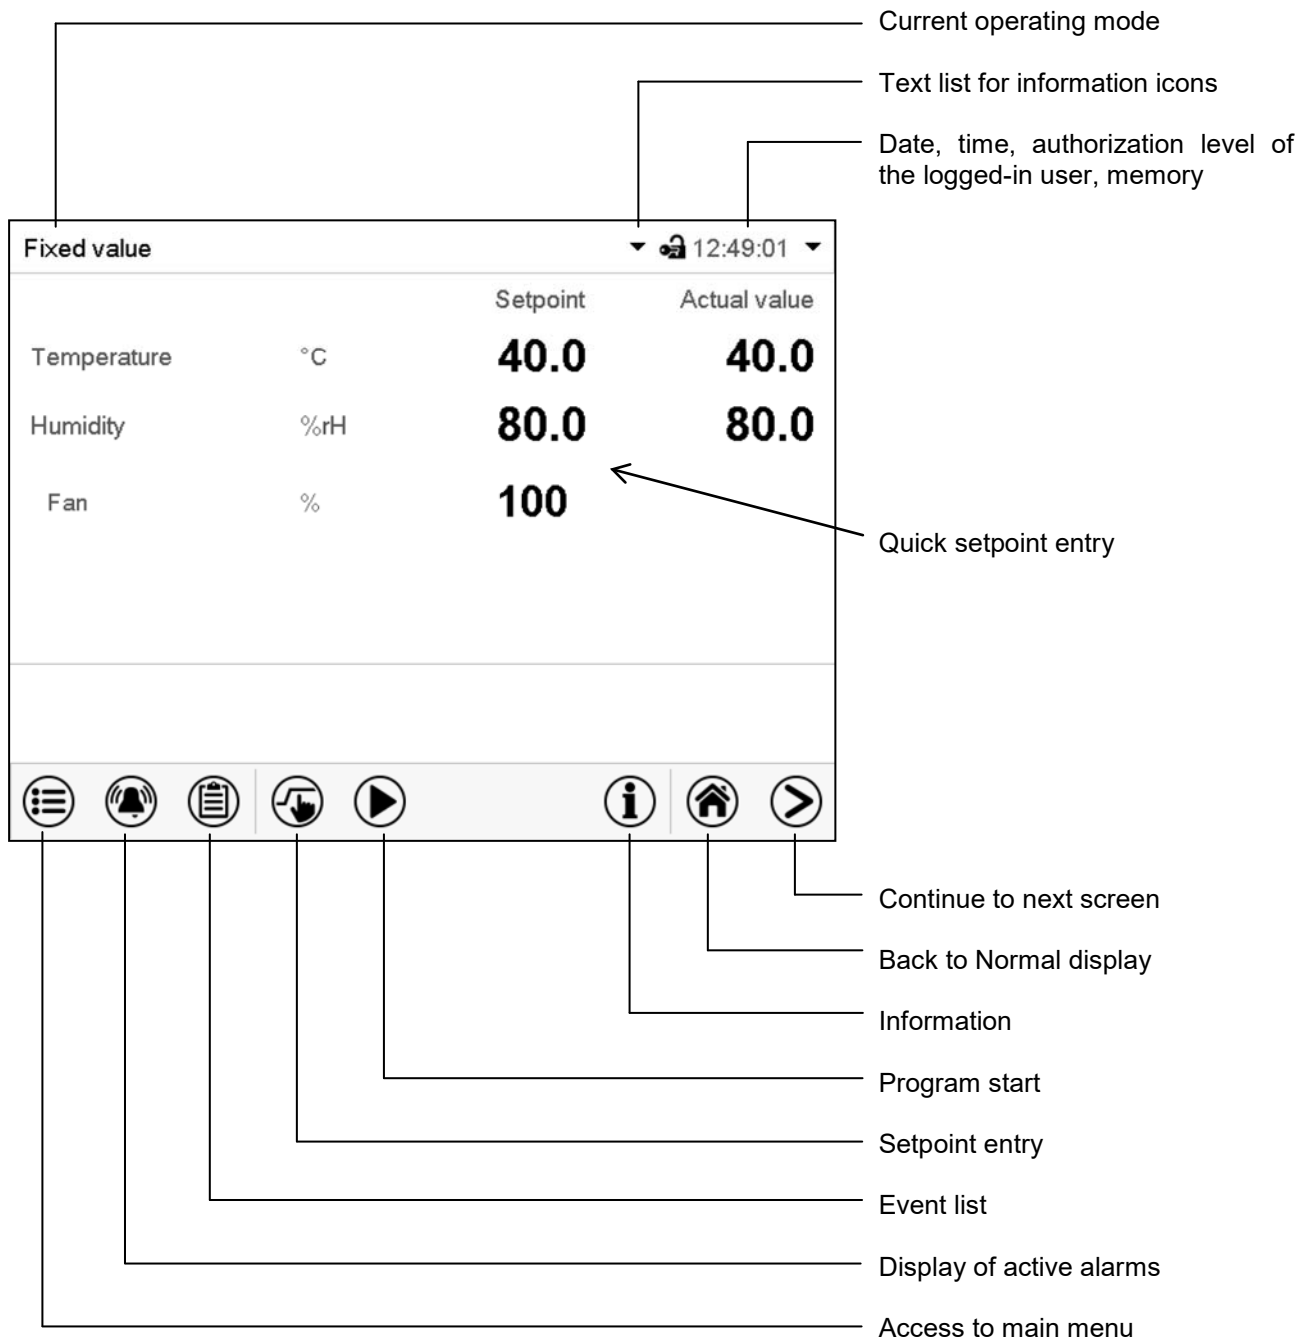 Current operating mode
Text list for information icons
Date, time, authorization level of
the logged-in user, memory
Fixed value
12:49:01
Setpoint Actual value
Temperature °C 40.0 40.0
Humidity %rH 80.0 80.0
Fan % 100
Quick setpoint entry
Continue to next screen
Back to Normal display
Information
Program start
Setpoint entry
Event list
Display of active alarms
Access to main menu